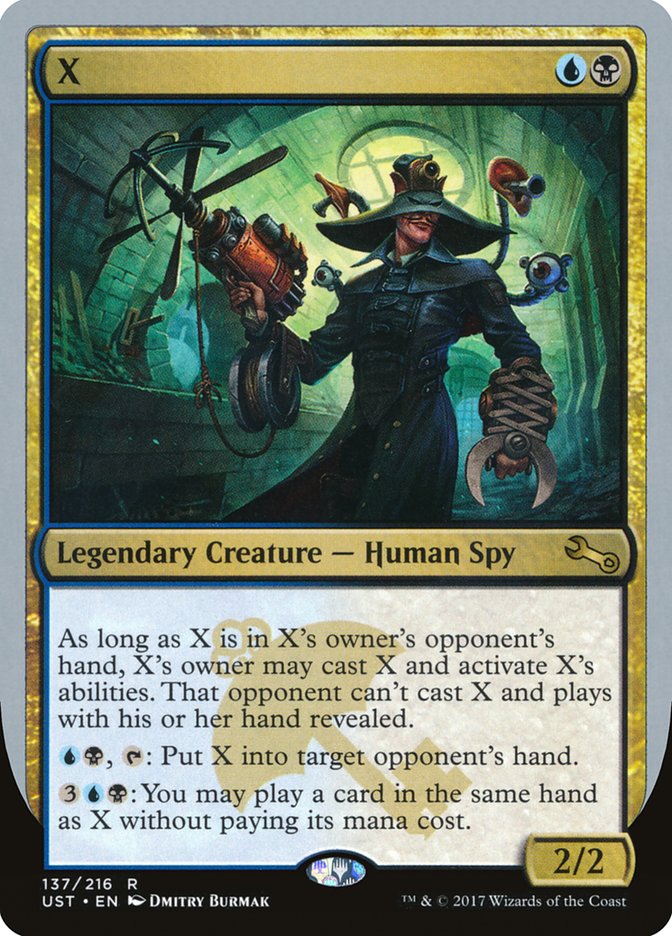 X
Legendary Creature — Human Spy
As long as X is in X's owner's opponent's
hand, X's owner may cast X and activate X's
abilities. That opponent can't cast X and plays
with his or her hand revealed.
, : Put X into target opponent's hand.
3: You may play a card in the same hand
as X without paying its mana cost.
2/2
137/216 R
UST • EN Dmitry Burmak
™ & © 2017 Wizards of the Coast